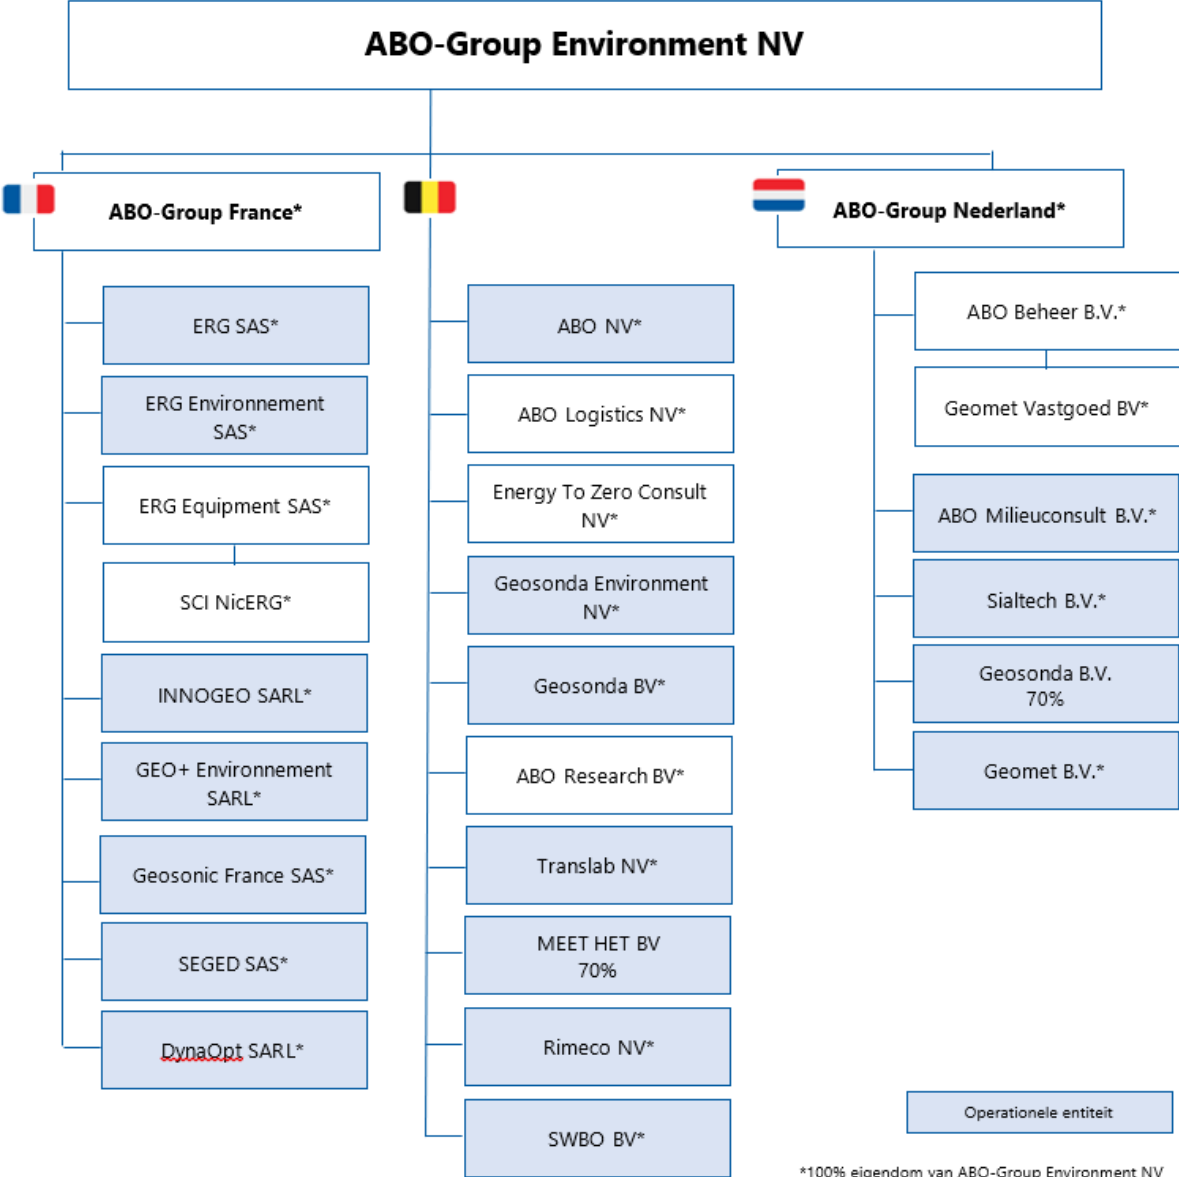 ABO-Group Environment NV
ABO-Group France*
ERG SAS*
ERG Environnement
SAS*
ERG Equipment SAS*
SCI NicERG*
INNOGEO SARL*
GEO+ Environnement
SARL*
Geosonic France SAS*
SEGED SAS*
DynaOpt SARL*
ABO NV*
ABO Logistics NV*
Energy To Zero Consult
NV*
Geosonda Environment
NV*
Geosonda BV*
ABO Research BV*
Translab NV*
MEET HET BV
70%
Rimeco NV*
SWBO BV*
ABO-Group Nederland*
ABO Beheer B.V.*
Geomet Vastgoed BV*
ABO Milieuconsult B.V.*
Sialtech B.V.*
Geosonda B.V.
70%
Geomet B.V.*
Operationele entiteit
*100% eigendom van ABO-Group Environment NV